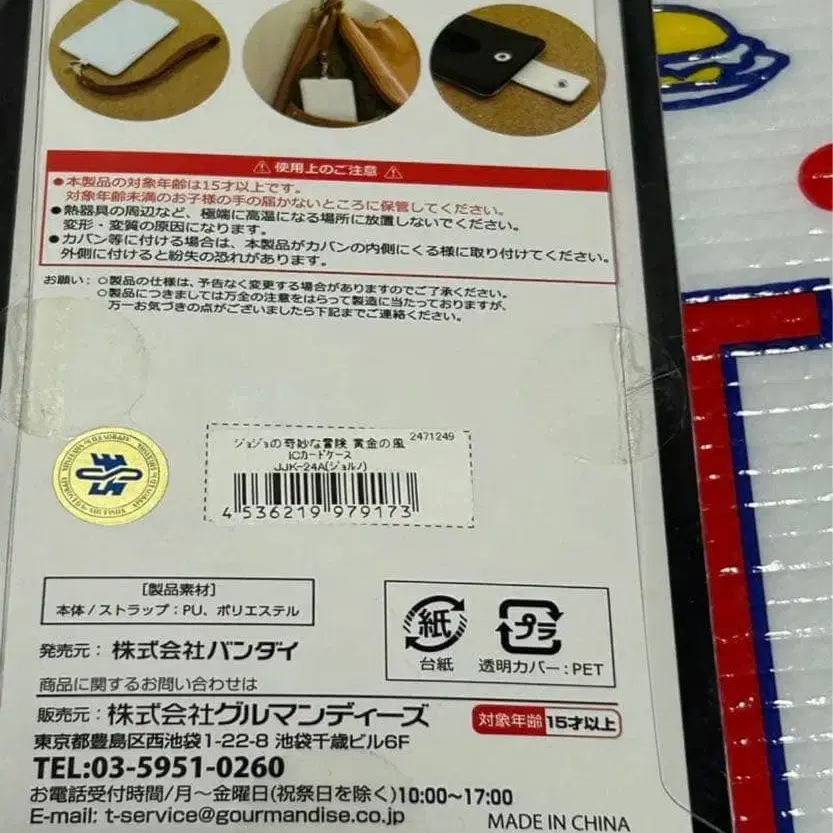 ⚠ 使用上のご注意 ⚠
●本製品の対象年齢は15才以上です。
対象年齢未満のお子様の手の届かないところに保管してください。
●熱器具の周辺など、極端に高温になる場所に放置しないでください。
変形・変質の原因になります。
●カバン等に付ける場合は、本製品がカバンの内側にくる様に取り付けてください。
外側に付けると紛失の恐れがあります。
お願い：○製品の仕様は、予告なく変更する場合がありますのでご了承ください。
○製品につきましては万全の注意をはらって製造に当たっておりますが、
万一お気づきの点がございましたら下記までご連絡ください。
ジョジョの奇妙な冒険 黄金の風 2471249
ICカードケース
JJK-24A(ジョルノ)
4 536219 979173
[製品素材]
本体/ストラップ：PU、ポリエステル
紙
台紙
プラ
透明カバー：PET
発売元：株式会社バンダイ
商品に関するお問い合わせは
販売元：株式会社グルマンディーズ
対象年齢 15才以上
東京都豊島区西池袋1-22-8 池袋千歳ビル6F
TEL:03-5951-0260
お電話受付時間/月〜金曜日(祝祭日を除く)10:00〜17:00
E-mail: t-service@gourmandise.co.jp
MADE IN CHINA